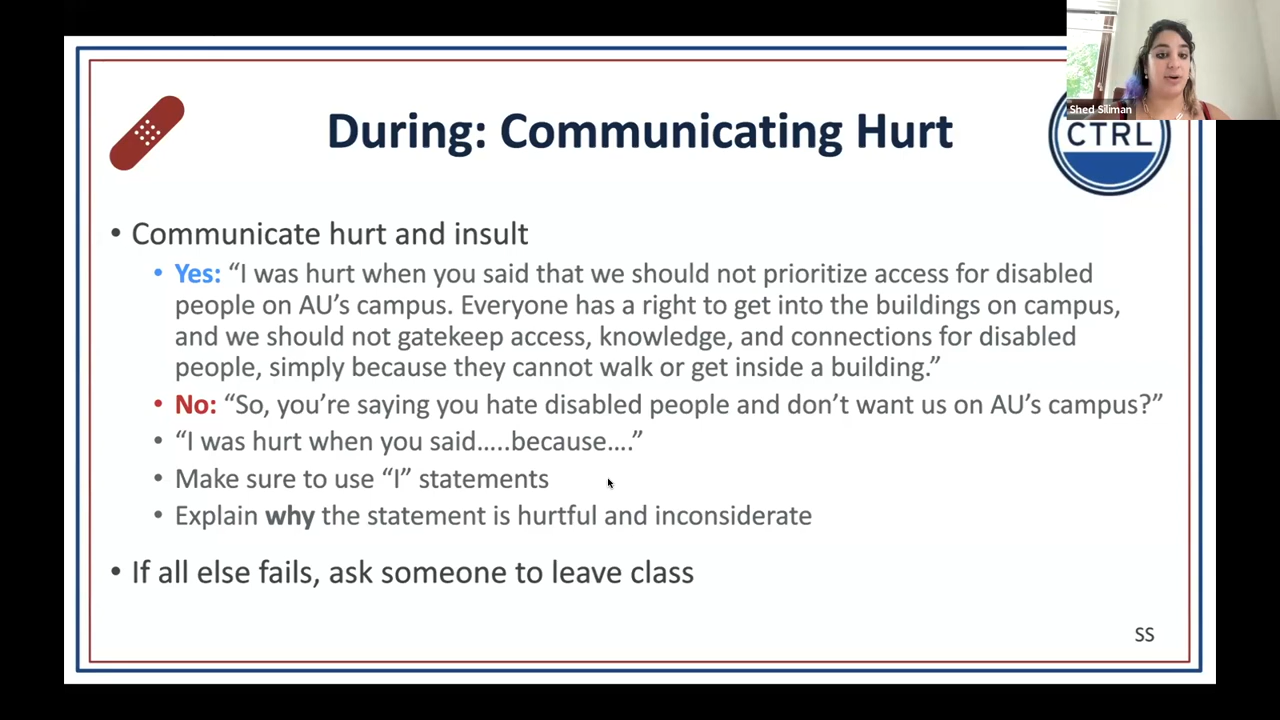 Shed Siliman
During: Communicating Hurt
CTRL
• Communicate hurt and insult
• Yes: “I was hurt when you said that we should not prioritize access for disabled
people on AU’s campus. Everyone has a right to get into the buildings on campus,
and we should not gatekeep access, knowledge, and connections for disabled
people, simply because they cannot walk or get inside a building.”
• No: “So, you’re saying you hate disabled people and don’t want us on AU’s campus?”
• “I was hurt when you said.....because....”
• Make sure to use “I” statements
• Explain why the statement is hurtful and inconsiderate
• If all else fails, ask someone to leave class
SS